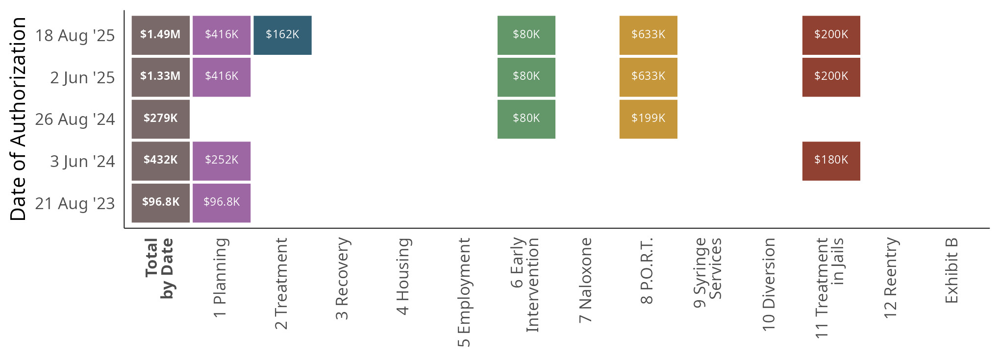 Date of Authorization
18 Aug '25 $1.49M $416K $162K $80K $633K $200K
2 Jun '25 $1.33M $416K $80K $633K $200K
26 Aug '24 $279K $80K $199K
3 Jun '24 $432K $252K $180K
21 Aug '23 $96.8K $96.8K
Total
by Date
1 Planning
2 Treatment
3 Recovery
4 Housing
5 Employment
6 Early
Intervention
7 Naloxone
8 P.O.R.T.
9 Syringe
Services
10 Diversion
11 Treatment
in Jails
12 Reentry
Exhibit B